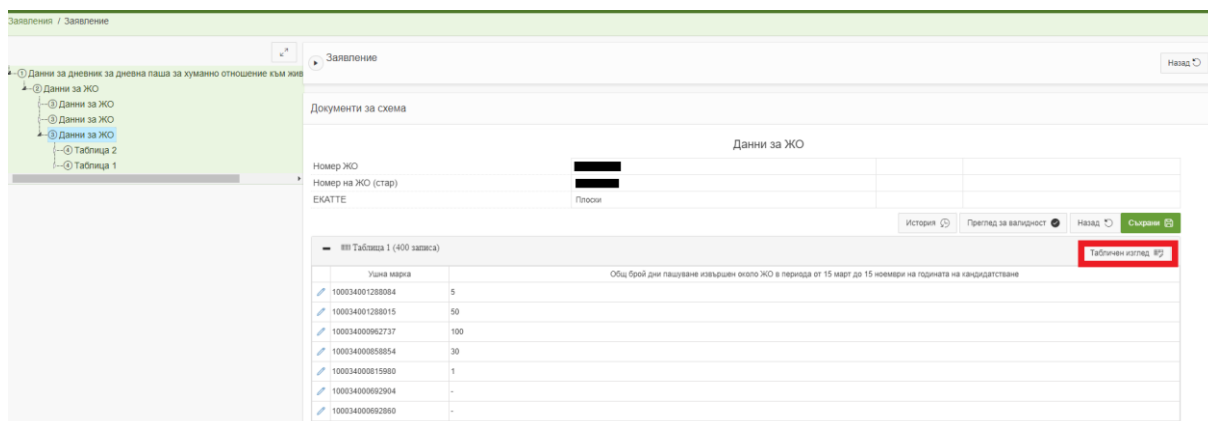 Заявления / Заявление
Данни за дневник за дневна паша за хуманно отношение към жив
2 Данни за ЖО
3 Данни за ЖО
3 Данни за ЖО
3 Данни за ЖО
4 Таблица 2
4 Таблица 1
Заявление
Назад
Документи за схема
Данни за ЖО
Номер ЖО
Номер на ЖО (стар)
ЕКАТТЕ Плоски
История Преглед за валидност Назад Съхрани
Таблица 1 (400 записа)
Табличен изглед
Ушна марка Общ брой дни пашуване извършен около ЖО в периода от 15 март до 15 ноември на годината на кандидатстване
100034001288084 5
100034001288015 50
100034000962737 100
100034000858854 30
100034000815980 1
100034000692904 -
100034000692860 -